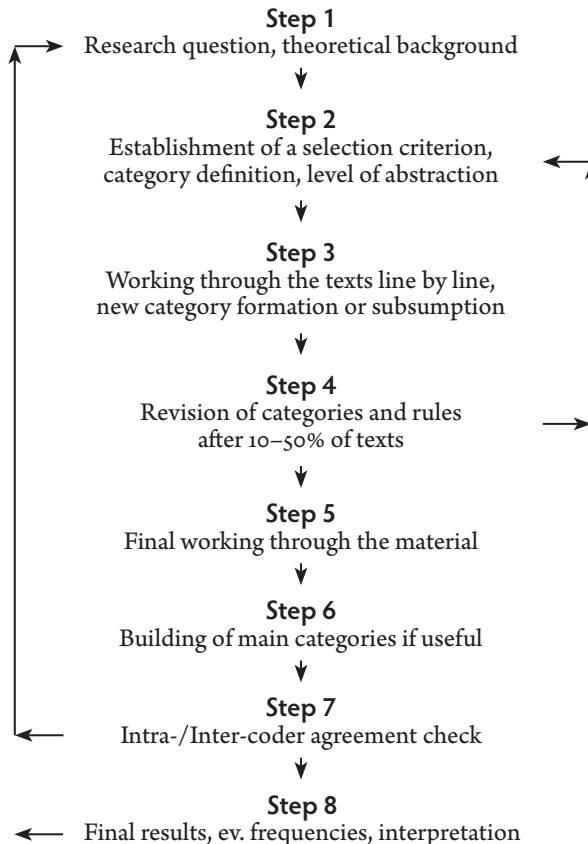 Step 1
Research question, theoretical background
Step 2
Establishment of a selection criterion,
category definition, level of abstraction
Step 3
Working through the texts line by line,
new category formation or subsumption
Step 4
Revision of categories and rules
after 10–50% of texts
Step 5
Final working through the material
Step 6
Building of main categories if useful
Step 7
Intra-/Inter-coder agreement check
Step 8
Final results, ev. frequencies, interpretation